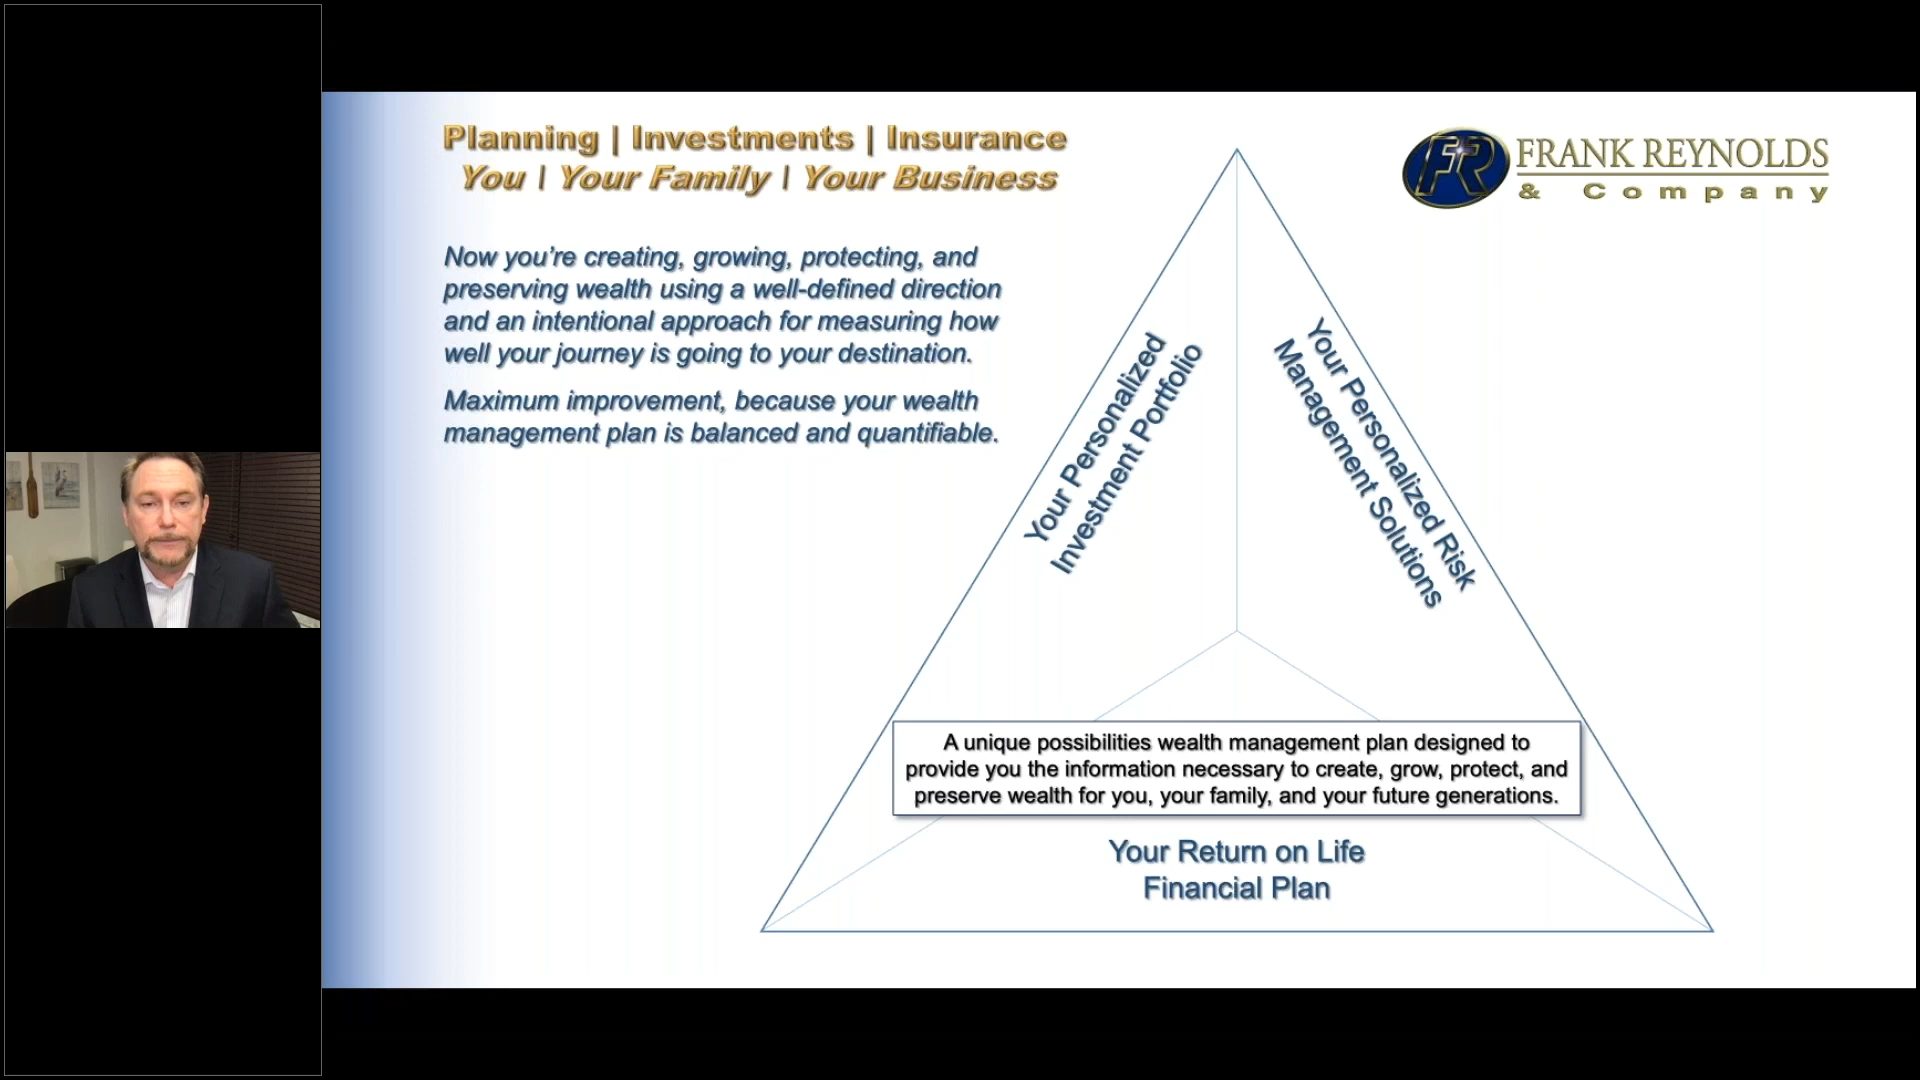 Planning | Investments | Insurance
You | Your Family | Your Business
FRANK REYNOLDS
& Company
FR
Now you’re creating, growing, protecting, and
preserving wealth using a well-defined direction
and an intentional approach for measuring how
well your journey is going to your destination.
Maximum improvement, because your wealth
management plan is balanced and quantifiable.
Your Personalized
Investment Portfolio
Your Personalized Risk
Management Solutions
A unique possibilities wealth management plan designed to
provide you the information necessary to create, grow, protect, and
preserve wealth for you, your family, and your future generations.
Your Return on Life
Financial Plan